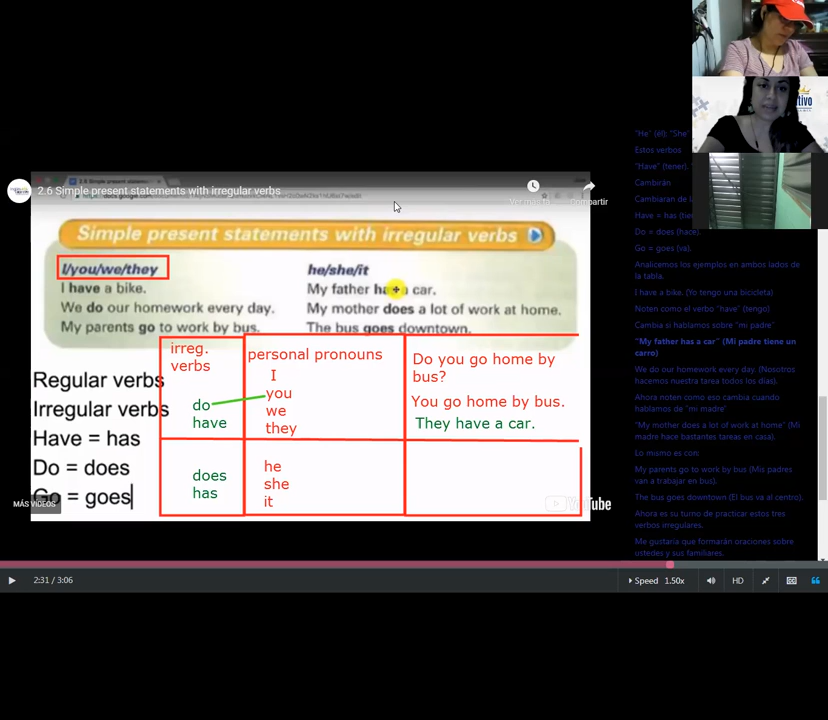 2.6 Simple present statements with irregular verbs
Compartir
Simple present statements with irregular verbs
I/you/we/they
I have a bike.
We do our homework every day.
My parents go to work by bus.
he/she/it
My father has a car.
My mother does a lot of work at home.
The bus goes downtown.
Regular verbs
Irregular verbs
Have = has
Do = does
Go = goes
MÁS VÍDEOS
irreg.
verbs
do
have
does
has
personal pronouns
I
you
we
they
he
she
it
Do you go home by
bus?
You go home by bus.
They have a car.
YouTube
2:31 / 3:06
Speed 1.50x
HD
CC
tivo
"He" (él); "She"
Estos verbos
"Have" (tener).
Cambirán
Cambiaran de
Have = has
Do = does (hace).
Go = goes (va).
Analicemos los ejemplos en ambos lados de
la tabla.
I have a bike. (Yo tengo una bicicleta)
Noten como el verbo "have" (tengo)
Cambia si hablamos sobre "mi padre"
"My father has a car" (Mi padre tiene un
carro)
We do our homework every day. (Nosotros
hacemos nuestra tarea todos los días).
Ahora noten como eso cambia cuando
hablamos de "mi madre"
"My mother does a lot of work at home" (Mi
madre hace bastantes tareas en casa).
Lo mismo es con:
My parents go to work by bus (Mis padres
van a trabajar en bus).
The bus goes downtown (El bus va al centro).
Ahora es su turno de practicar estos tres
verbos irregulares.
Me gustaría que formarán oraciones sobre
ustedes y sus familiares.